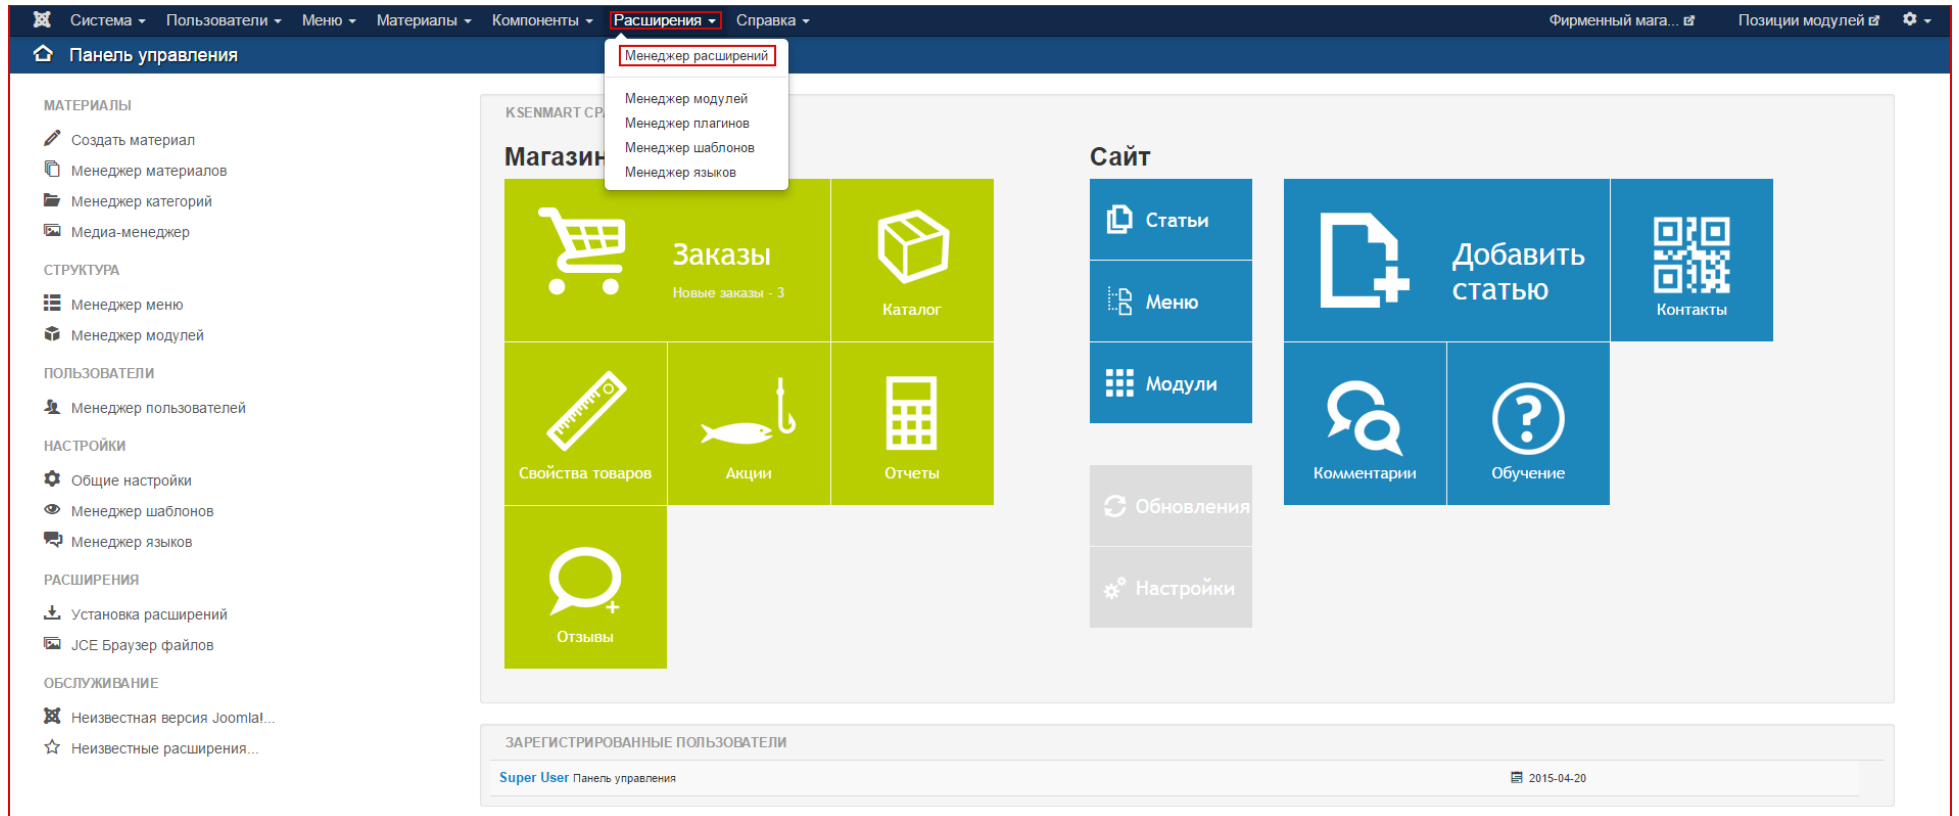 Система Пользователи Меню Материалы Компоненты Расширения Справка Фирменный мага... Позиции модулей
Панель управления
Менеджер расширений
Менеджер модулей
Менеджер плагинов
Менеджер шаблонов
Менеджер языков
МАТЕРИАЛЫ
Создать материал
Менеджер материалов
Менеджер категорий
Медиа-менеджер
СТРУКТУРА
Менеджер меню
Менеджер модулей
ПОЛЬЗОВАТЕЛИ
Менеджер пользователей
НАСТРОЙКИ
Общие настройки
Менеджер шаблонов
Менеджер языков
РАСШИРЕНИЯ
Установка расширений
JCE Браузер файлов
ОБСЛУЖИВАНИЕ
Неизвестная версия Joomla!...
Неизвестные расширения...
KSENMART
Магазин
Заказы
Новые заказы - 3
Каталог
Свойства товаров
Акции
Отчеты
Отзывы
Сайт
Статьи
Меню
Модули
Обновления
Настройки
Добавить
статью
Контакты
Комментарии
Обучение
ЗАРЕГИСТРИРОВАННЫЕ ПОЛЬЗОВАТЕЛИ
Super User Панель управления 2015-04-20